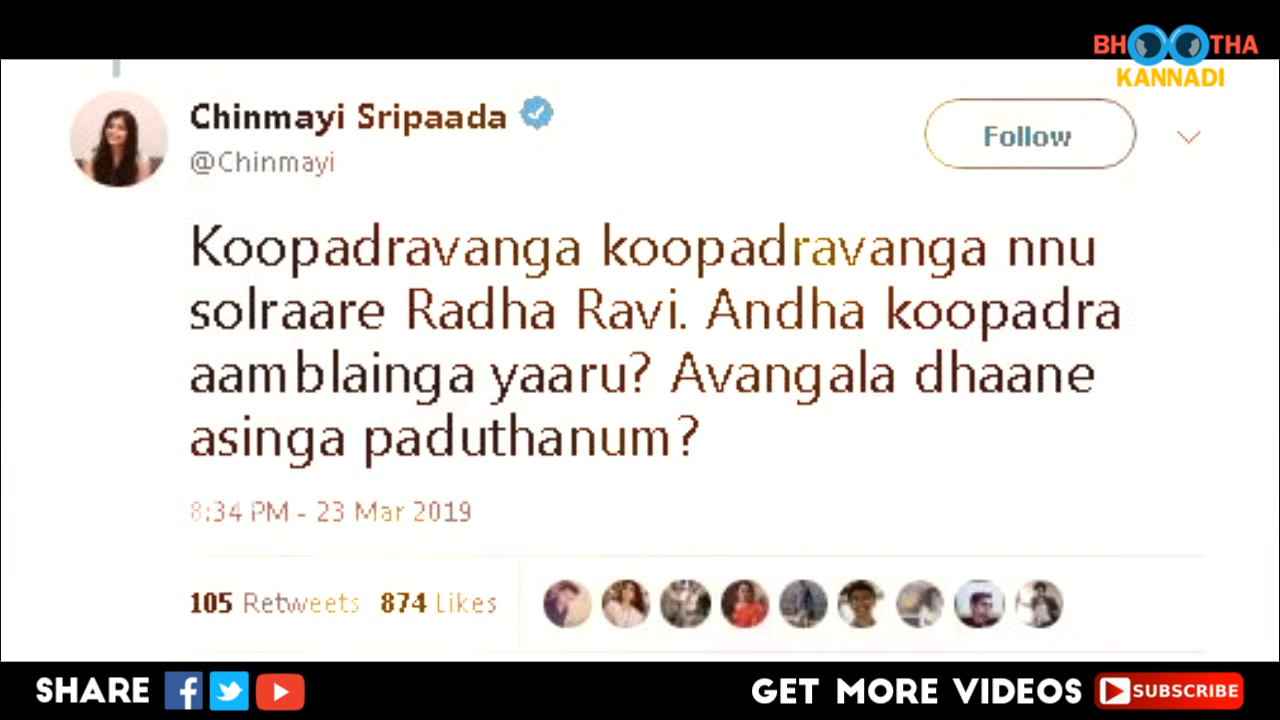 BHOOTHA
KANNADI
Chinmayi Sripaada
@Chinmayi
Follow
Koopadravanga koopadravanga nnu
solraare Radha Ravi. Andha koopadra
aamblainga yaaru? Avangala dhaane
asinga paduthanum?
8:34 PM - 23 Mar 2019
105 Retweets 874 Likes
SHARE
GET MORE VIDEOS SUBSCRIBE